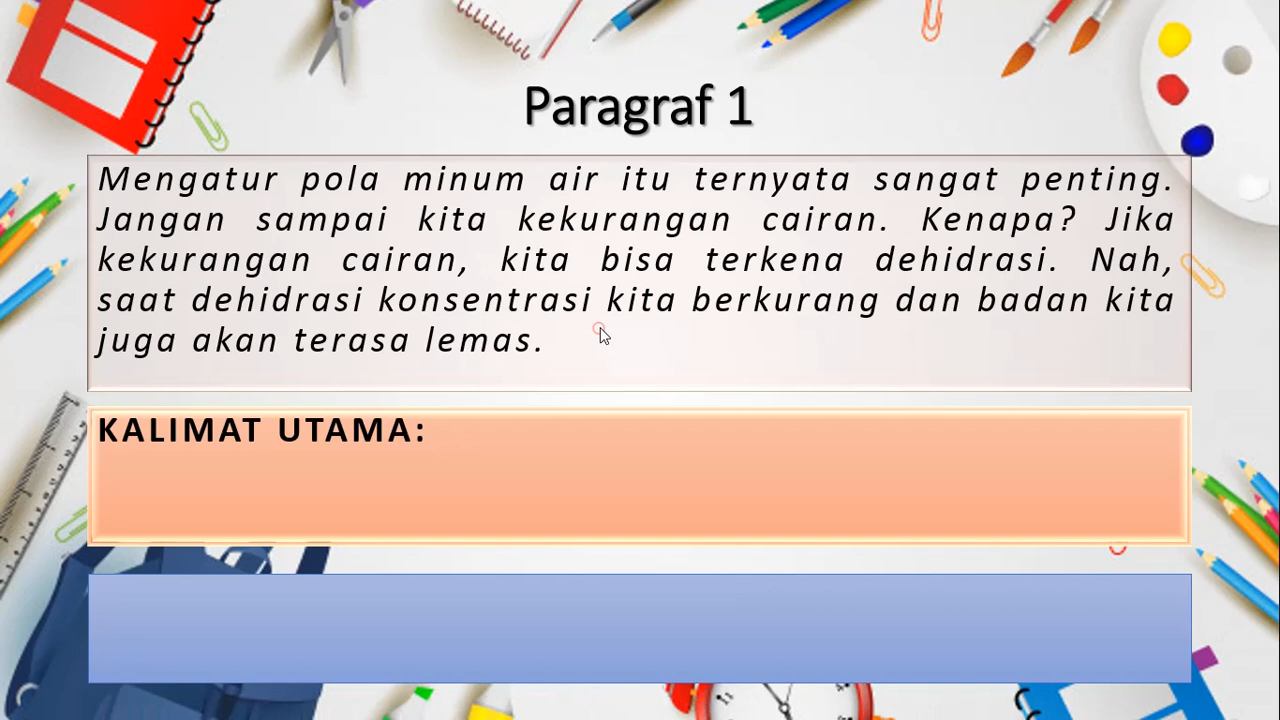 Paragraf 1
Mengatur pola minum air itu ternyata sangat penting.
Jangan sampai kita kekurangan cairan. Kenapa? Jika
kekurangan cairan, kita bisa terkena dehidrasi. Nah,
saat dehidrasi konsentrasi kita berkurang dan badan kita
juga akan terasa lemas.
KALIMAT UTAMA: